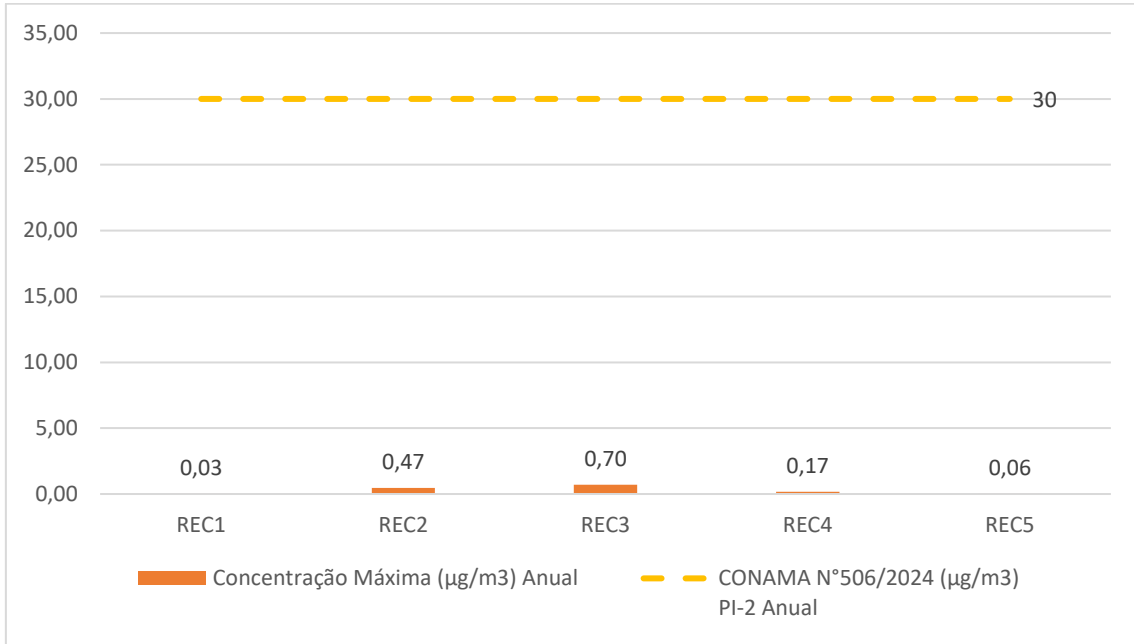 35,00
30,00
30
25,00
20,00
15,00
10,00
5,00
0,03
0,47
0,70
0,17
0,06
0,00
REC1
REC2
REC3
REC4
REC5
Concentração Máxima (µg/m3) Anual
CONAMA N°506/2024 (µg/m3)
PI-2 Anual